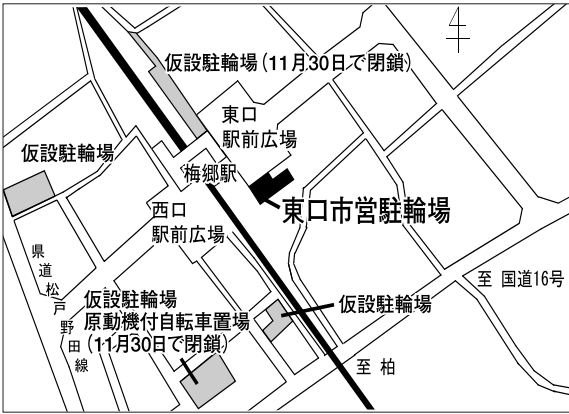 仮設駐輪場(11月30日で閉鎖)
東口
駅前広場
仮設駐輪場
梅郷駅
東口市営駐輪場
西口
駅前広場
県道松戸野田線
至 国道16号
仮設駐輪場
原動機付自転車置場
(11月30日で閉鎖)
仮設駐輪場
至 柏